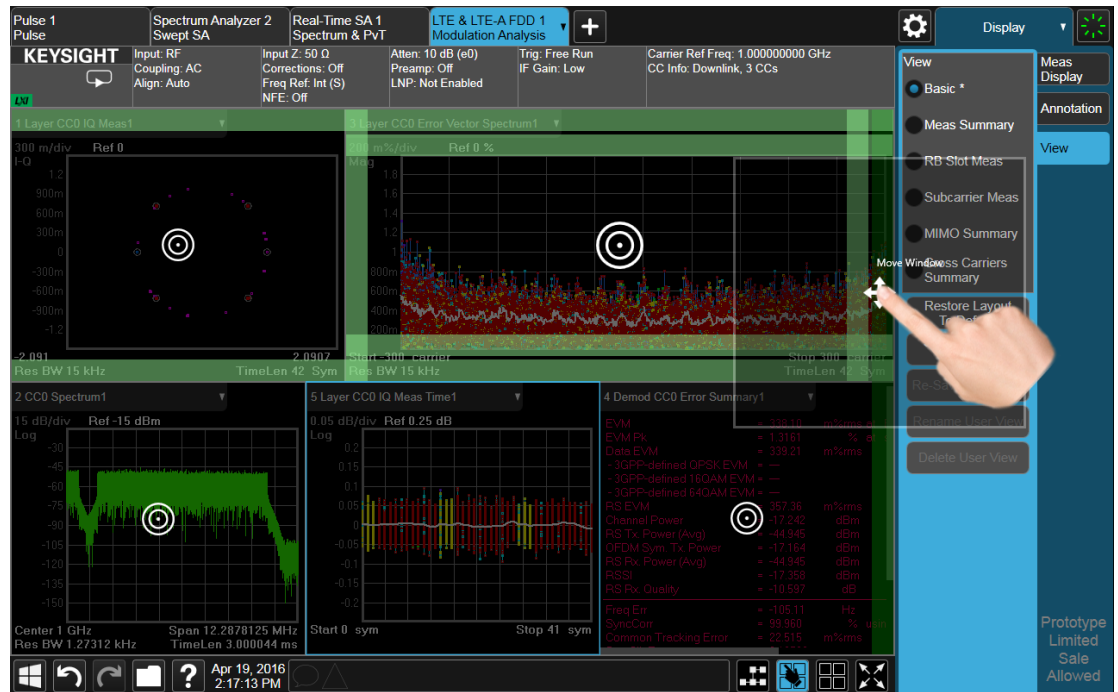 Pulse 1
Pulse
Spectrum Analyzer 2
Swept SA
Real-Time SA 1
Spectrum & PvT
LTE & LTE-A FDD 1
Modulation Analysis
Display
KEYSIGHT
LXI
Input: RF
Coupling: AC
Align: Auto
Input Z: 50 Ω
Corrections: Off
Freq Ref: Int (S)
NFE: Off
Atten: 10 dB (e0)
Preamp: Off
LNP: Not Enabled
Trig: Free Run
IF Gain: Low
Carrier Ref Freq: 1.000000000 GHz
CC Info: Downlink, 3 CCs
View
Basic *
Meas Summary
RB Slot Meas
Subcarrier Meas
MIMO Summary
Cross Carriers
Summary
Restore Layout
Rename User View
Delete User View
Meas
Display
Annotation
View
Move Window
1 Layer CC0 IQ Meas1
300 m/div Ref 0
I-Q
1.2
900m
600m
300m
0
-300m
-600m
-900m
-1.2
-2.091 2.0907
Res BW 15 kHz TimeLen 42 Sym
3 Layer CC0 Error Vector Spectrum1
200 m%/div Ref 0 %
Mag
1.8
1.6
1.4
1.2
800m
600m
400m
200m
Start -300 carrier Stop 300 carrier
Res BW 15 kHz TimeLen 42 Sym
2 CC0 Spectrum1
15 dB/div Ref -15 dBm
Log
-30
-45
-60
-75
-90
-105
-120
-135
-150
Center 1 GHz Span 12.2878125 MHz
Res BW 1.27312 kHz TimeLen 3.000044 ms
5 Layer CC0 IQ Meas Time1
0.05 dB/div Ref 0.25 dB
Log
0.2
0.15
0.1
0.05
0
-0.05
-0.1
-0.15
-0.2
Start 0 sym Stop 41 sym
4 Demod CC0 Error Summary1
EVM = 338.10 m%rms
EVM Pk = 1.3161 %
Data EVM = 339.21 m%rms
- 3GPP-defined QPSK EVM = ---
- 3GPP-defined 16QAM EVM = ---
- 3GPP-defined 64QAM EVM = ---
RS EVM = 357.36 m%rms
Channel Power = -17.242 dBm
RS Tx. Power (Avg) = -44.945 dBm
OFDM Sym. Tx. Power = -17.164 dBm
RS Rx. Power (Avg) = -44.945 dBm
RSSI = -17.358 dBm
RS Rx. Quality = -10.597 dB
Freq Err = -105.11 Hz
SyncCorr = 99.960 %
Common Tracking Error = 22.515 m%rms
Apr 19, 2016
2:17:13 PM
Prototype
Limited
Sale
Allowed